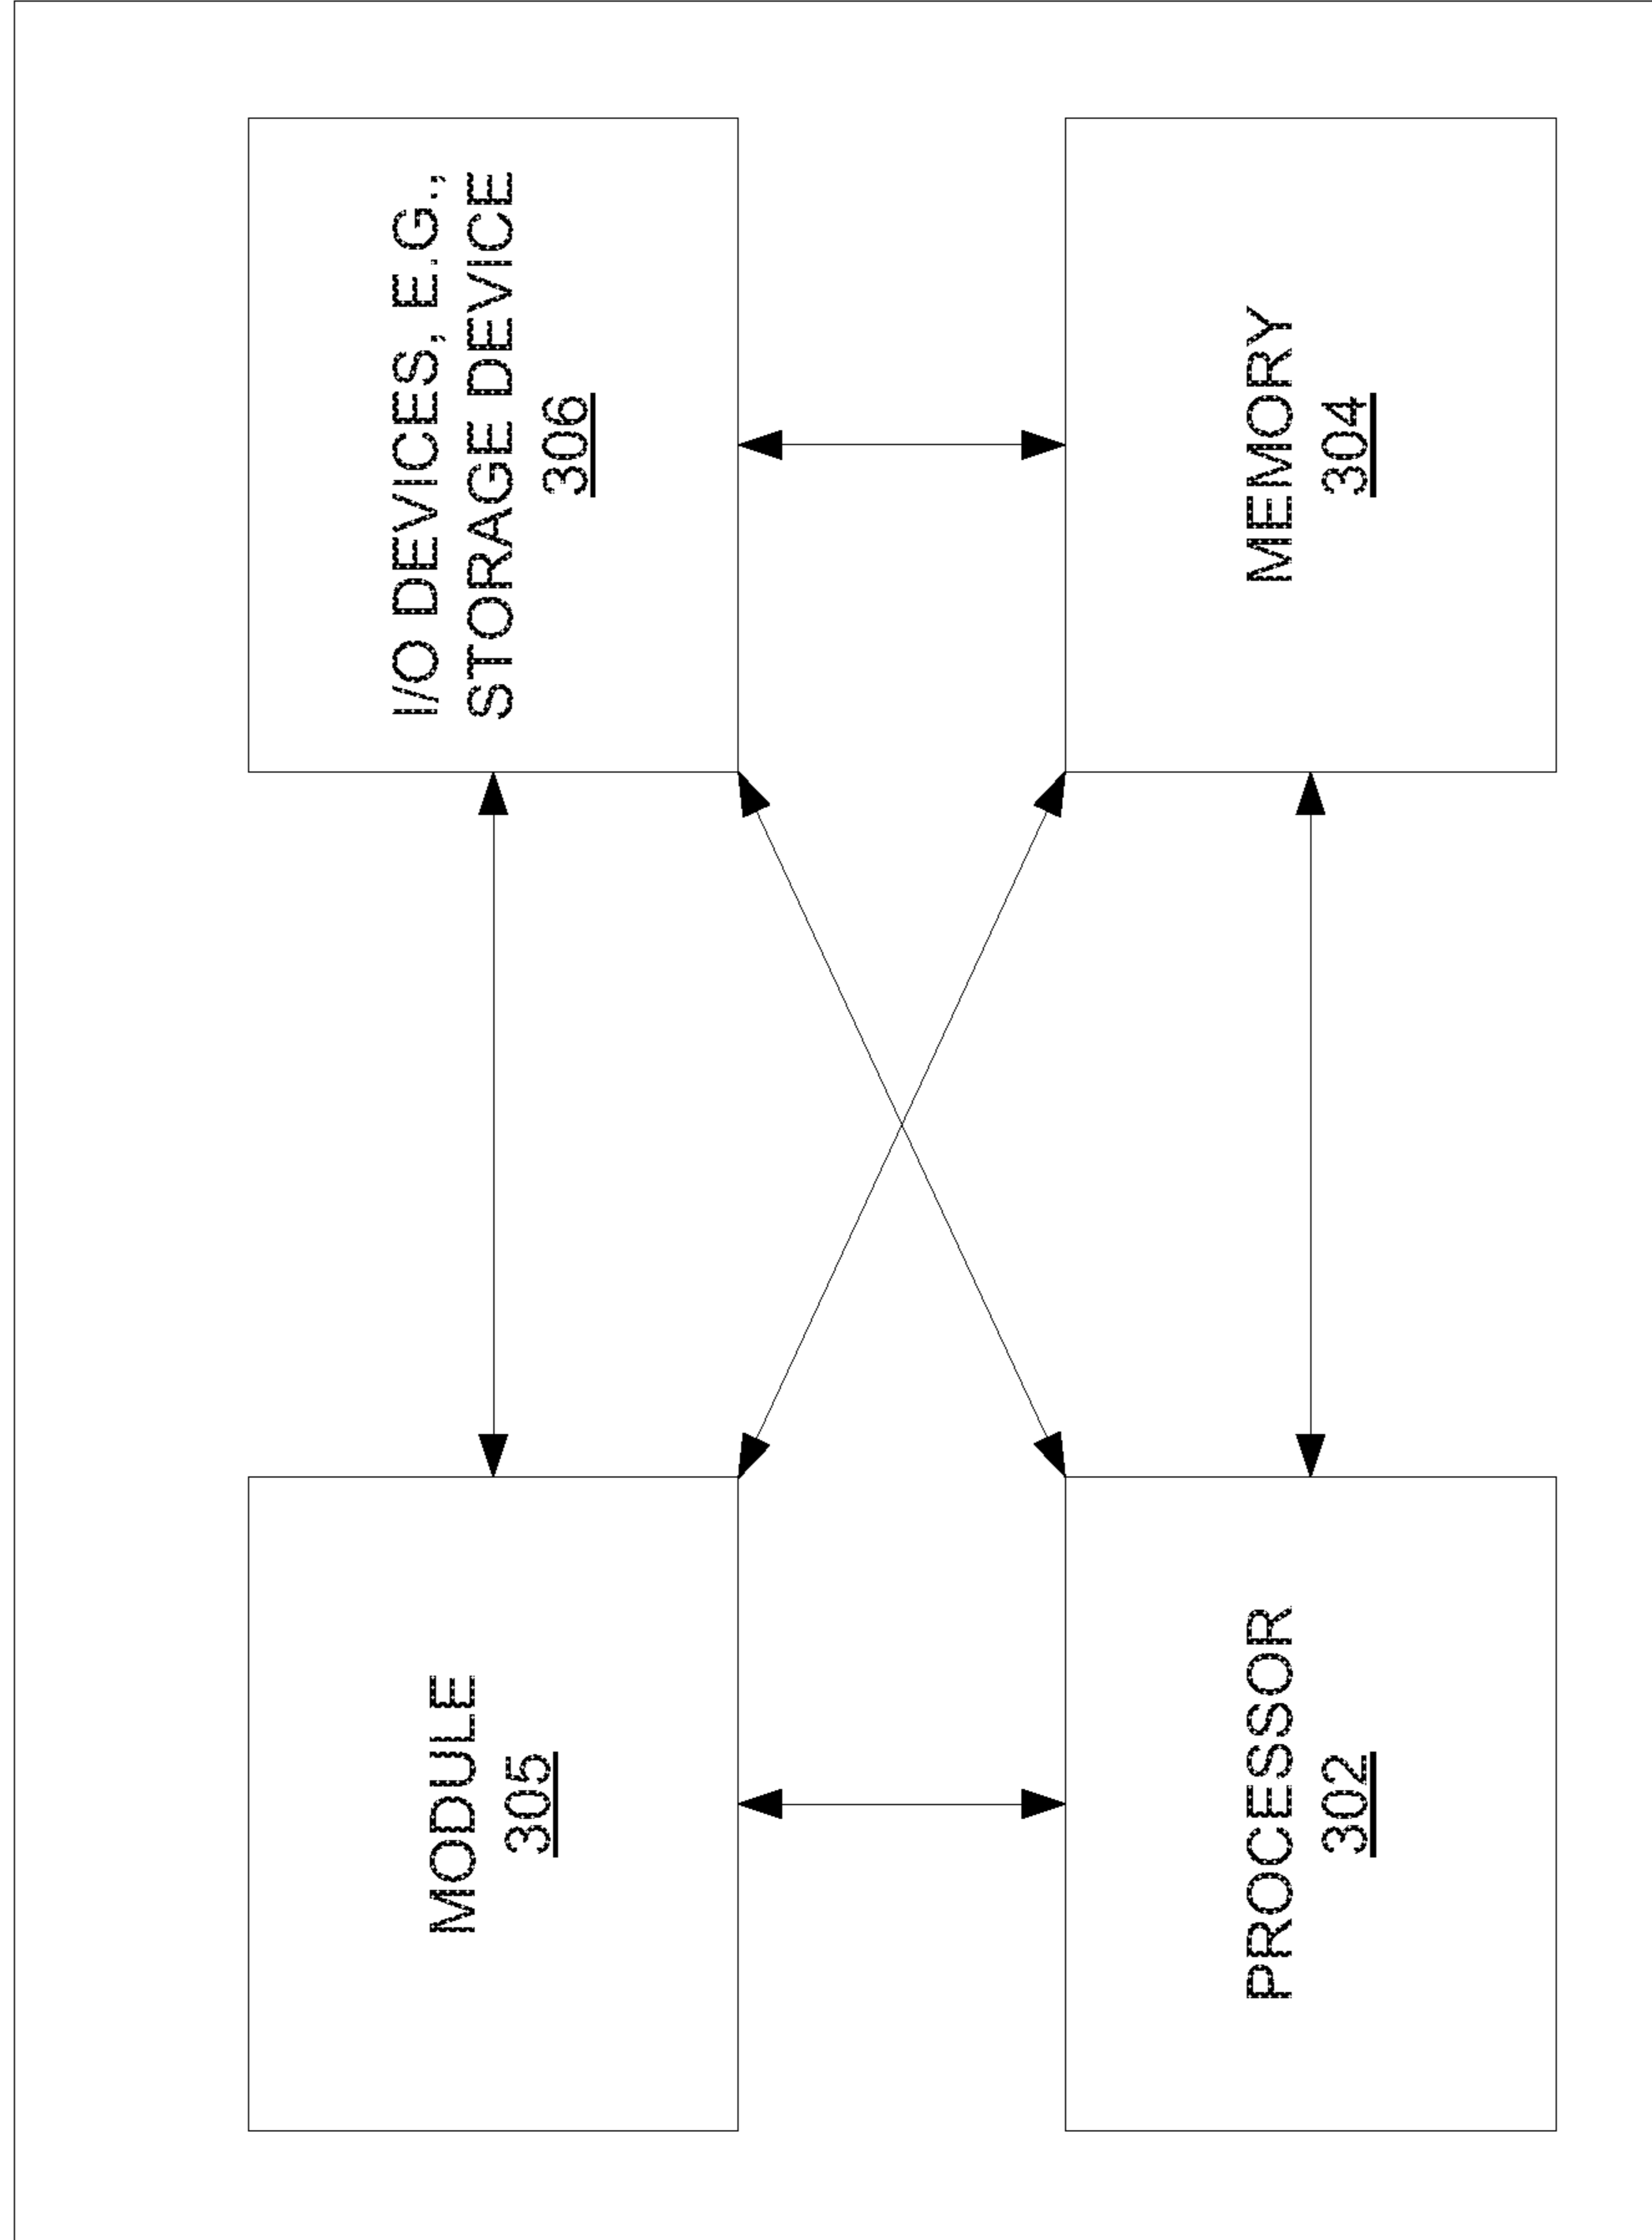 MODULE
305
I/O DEVICES, E.G.,
STORAGE DEVICE
306
PROCESSOR
302
MEMORY
304